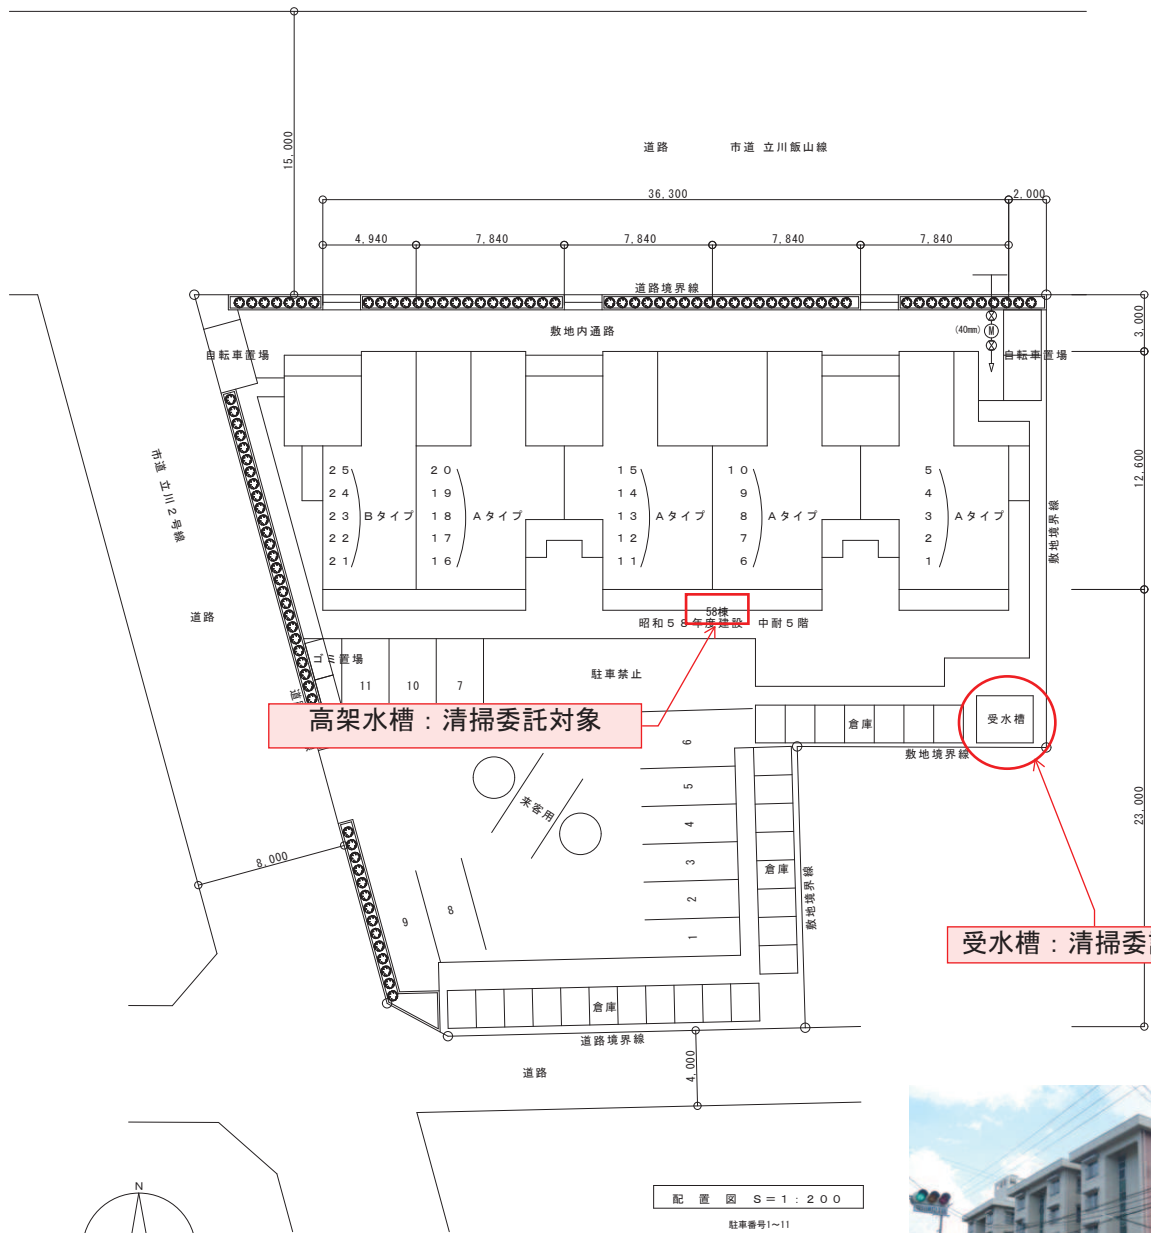 15,000
道路 市道 立川飯山線
36,300
2,000
4,940
7,840
7,840
7,840
7,840
道路境界線
3,000
敷地内通路
(40mm)
M
自転車置場
自転車置場
市道 立川2号線
25
24
23
22
21
Bタイプ
20
19
18
17
16
Aタイプ
15
14
13
12
11
Aタイプ
10
9
8
7
6
Aタイプ
5
4
3
2
1
Aタイプ
12,600
敷地境界線
道路
58棟
昭和58年度建設 中耐5階
ゴミ置場
駐車禁止
11
10
7
高架水槽：清掃委託対象
倉庫
受水槽
敷地境界線
6
5
4
3
2
1
来客用
23,000
8,000
倉庫
敷地境界線
9
8
受水槽：清掃委
倉庫
道路境界線
道路
4,000
N
配置図 S=1:200
駐車番号1～11